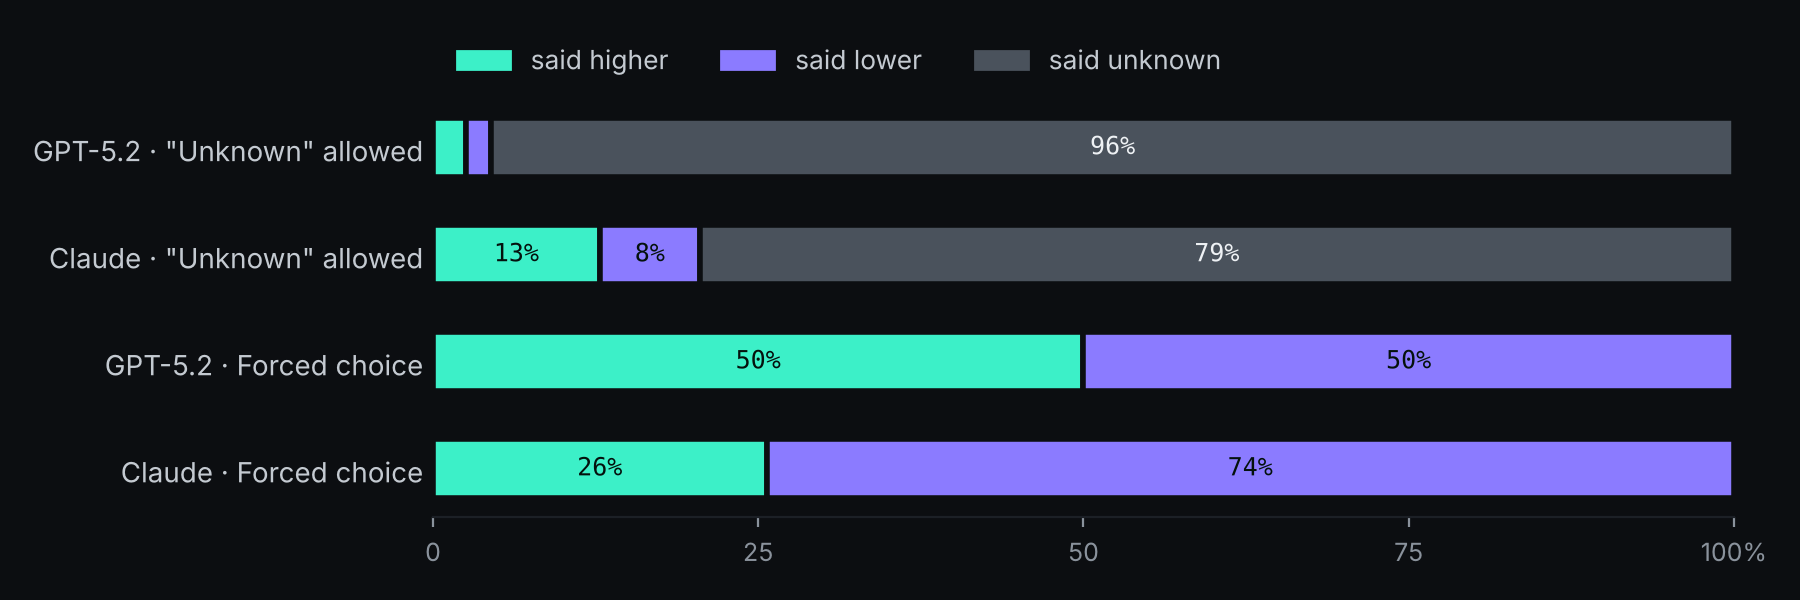 said higher said lower said unknown
GPT-5.2 · "Unknown" allowed 96%
Claude · "Unknown" allowed 13% 8% 79%
GPT-5.2 · Forced choice 50% 50%
Claude · Forced choice 26% 74%
0 25 50 75 100%